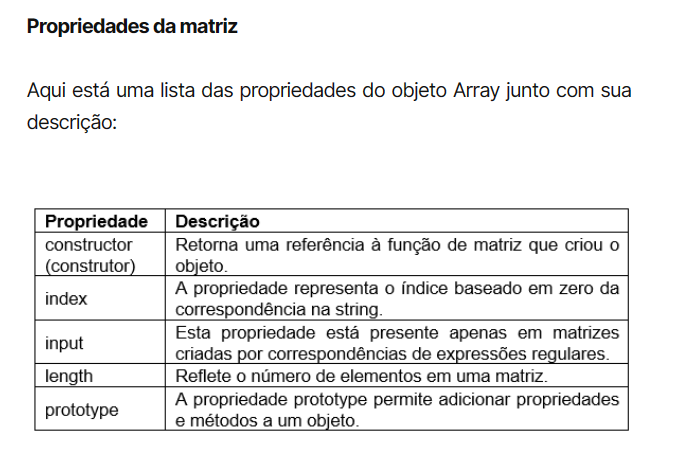 Propriedades da matriz
Aqui está uma lista das propriedades do objeto Array junto com sua
descrição:
Propriedade Descrição
constructor Retorna uma referência à função de matriz que criou o
(construtor) objeto.
index A propriedade representa o índice baseado em zero da
correspondência na string.
input Esta propriedade está presente apenas em matrizes
criadas por correspondências de expressões regulares.
length Reflete o número de elementos em uma matriz.
prototype A propriedade prototype permite adicionar propriedades
e métodos a um objeto.